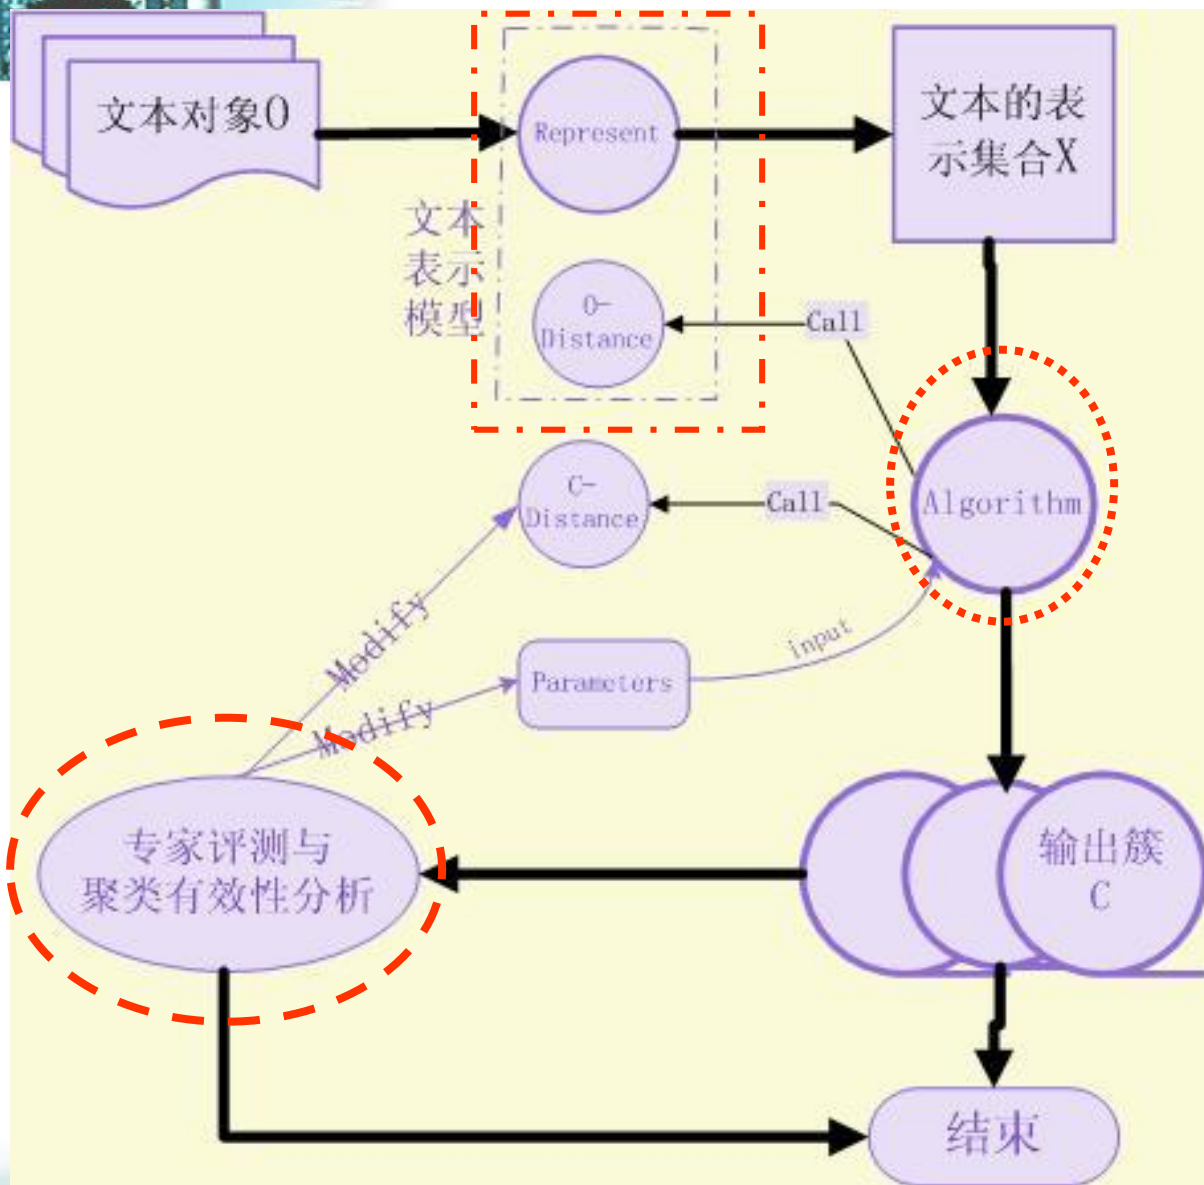 文本对象O
Represent
文本的表
示集合X
文本
表示
模型
O-
Distance
Call
C-
Distance
Call
Algorithm
Modify
Modify
Parameters
input
专家评测与
聚类有效性分析
输出簇
C
结束